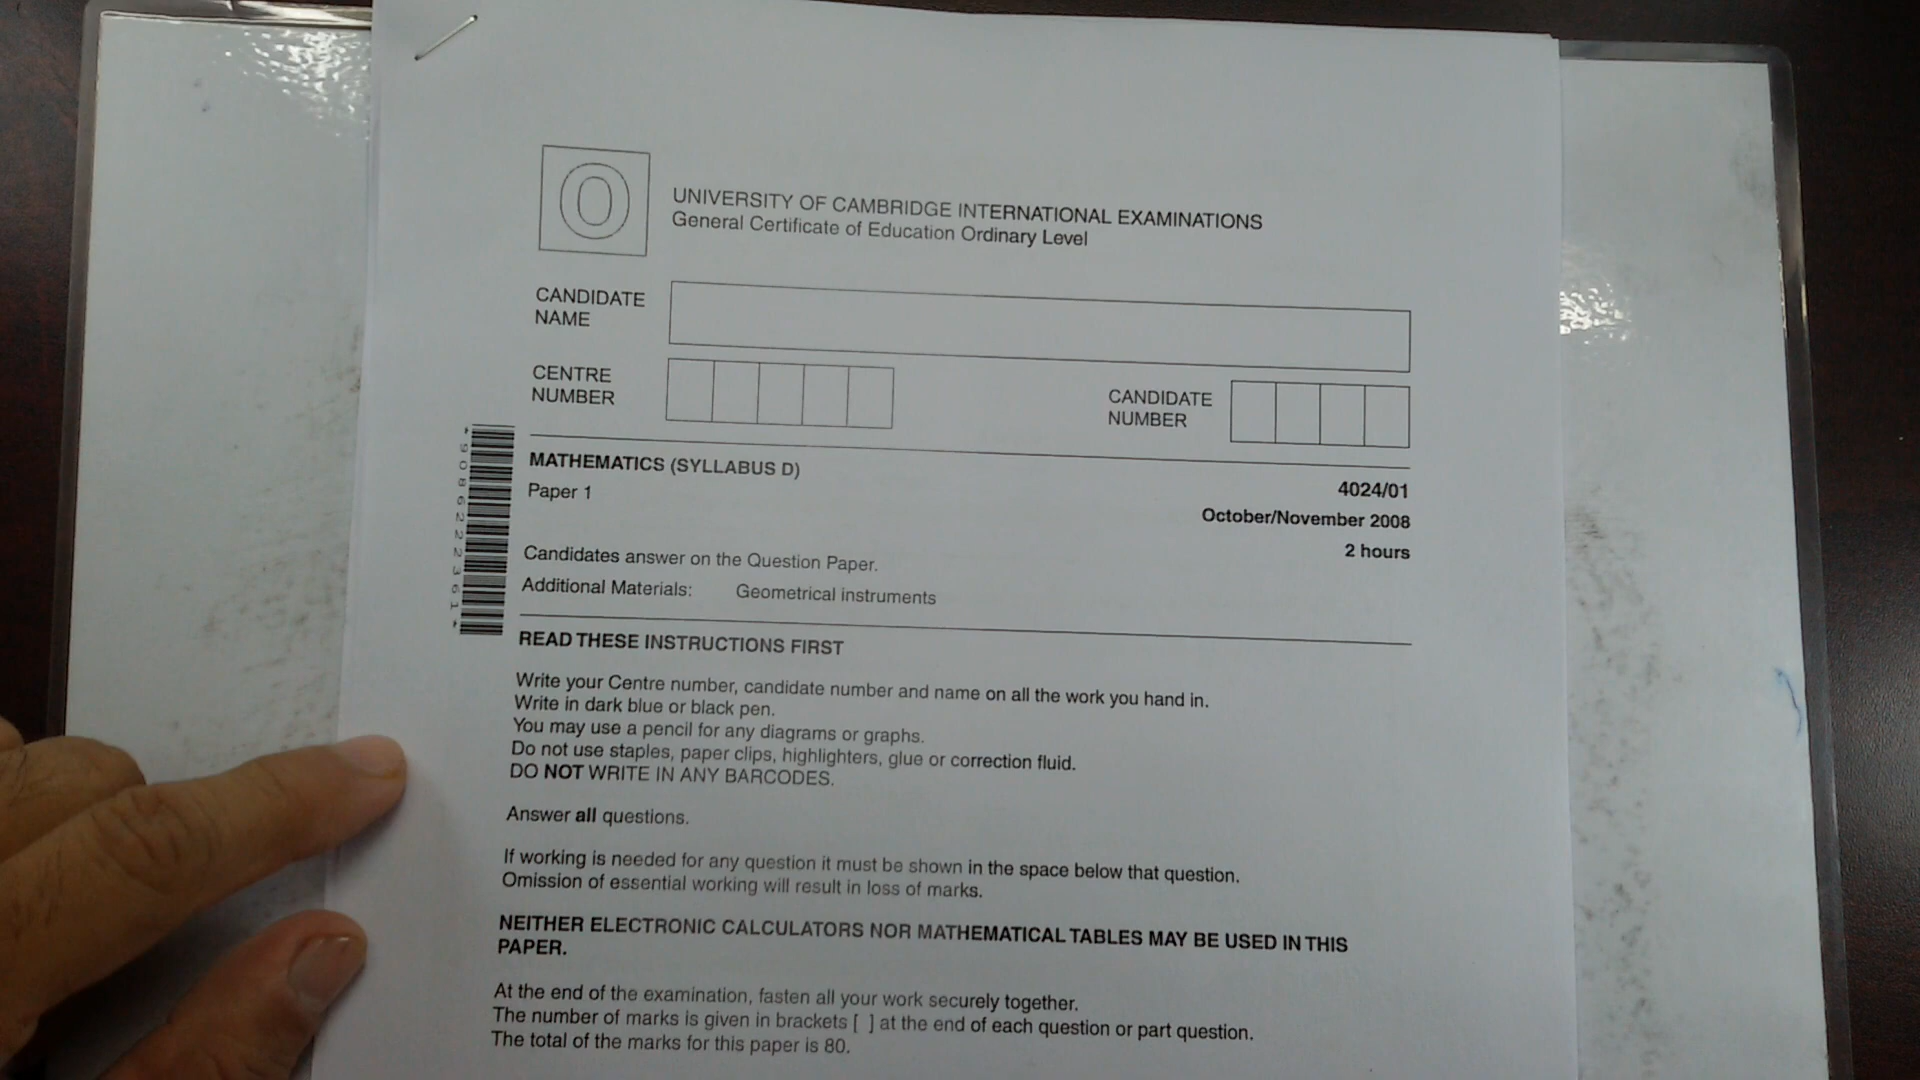 O
UNIVERSITY OF CAMBRIDGE INTERNATIONAL EXAMINATIONS
General Certificate of Education Ordinary Level
CANDIDATE
NAME
CENTRE
NUMBER
CANDIDATE
NUMBER
*9086222361*
MATHEMATICS (SYLLABUS D)
4024/01
Paper 1
October/November 2008
2 hours
Candidates answer on the Question Paper.
Additional Materials: Geometrical instruments
READ THESE INSTRUCTIONS FIRST
Write your Centre number, candidate number and name on all the work you hand in.
Write in dark blue or black pen.
You may use a pencil for any diagrams or graphs.
Do not use staples, paper clips, highlighters, glue or correction fluid.
DO NOT WRITE IN ANY BARCODES.
Answer all questions.
If working is needed for any question it must be shown in the space below that question.
Omission of essential working will result in loss of marks.
NEITHER ELECTRONIC CALCULATORS NOR MATHEMATICAL TABLES MAY BE USED IN THIS
PAPER.
At the end of the examination, fasten all your work securely together.
The number of marks is given in brackets [ ] at the end of each question or part question.
The total of the marks for this paper is 80.